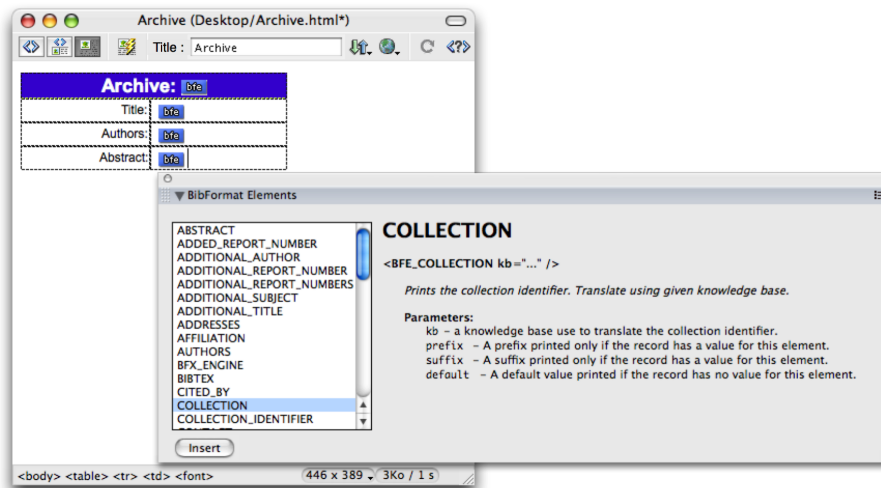 Archive (Desktop/Archive.html*)
Title : Archive
<?>
Archive: bfe
Title: bfe
Authors: bfe
Abstract: bfe
BibFormat Elements
ABSTRACT
ADDED_REPORT_NUMBER
ADDITIONAL_AUTHOR
ADDITIONAL_REPORT_NUMBER
ADDITIONAL_REPORT_NUMBERS
ADDITIONAL_SUBJECT
ADDITIONAL_TITLE
ADDRESSES
AFFILIATION
AUTHORS
BFX_ENGINE
BIBTEX
CITED_BY
COLLECTION
COLLECTION_IDENTIFIER
Insert
COLLECTION
<BFE_COLLECTION kb="..." />
Prints the collection identifier. Translate using given knowledge base.
Parameters:
kb – a knowledge base use to translate the collection identifier.
prefix – A prefix printed only if the record has a value for this element.
suffix – A suffix printed only if the record has a value for this element.
default – A default value printed if the record has no value for this element.
<body> <table> <tr> <td> <font>
446 x 389
3Ko / 1 s